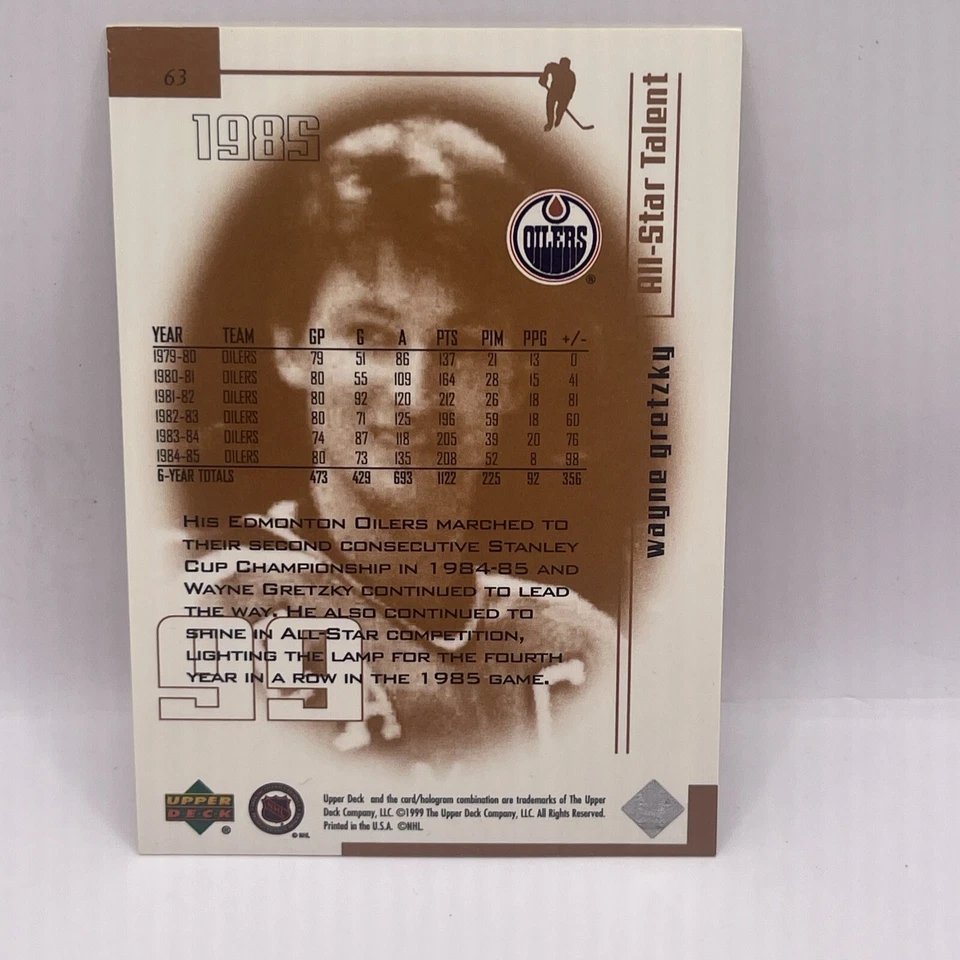 63
1985
All-Star Talent
OILERS
®
wayne gretzky
YEAR TEAM GP G A PTS PIM PPG +/-
1979-80 OILERS 79 51 86 137 21 13 0
1980-81 OILERS 80 55 109 164 28 15 41
1981-82 OILERS 80 92 120 212 26 18 81
1982-83 OILERS 80 71 125 196 59 18 60
1983-84 OILERS 74 87 118 205 39 20 76
1984-85 OILERS 80 73 135 208 52 8 98
6-YEAR TOTALS 473 429 693 1122 225 92 356
His Edmonton Oilers marched to
their second consecutive Stanley
Cup Championship in 1984-85 and
Wayne Gretzky continued to lead
the way. He also continued to
shine in All-Star competition,
lighting the lamp for the fourth
year in a row in the 1985 game.
99
UPPER
DECK
®
NHL
© NHL
Upper Deck and the card/hologram combination are trademarks of The Upper
Deck Company, LLC. ©1999 The Upper Deck Company, LLC. All Rights Reserved.
Printed in the U.S.A. ©NHL.